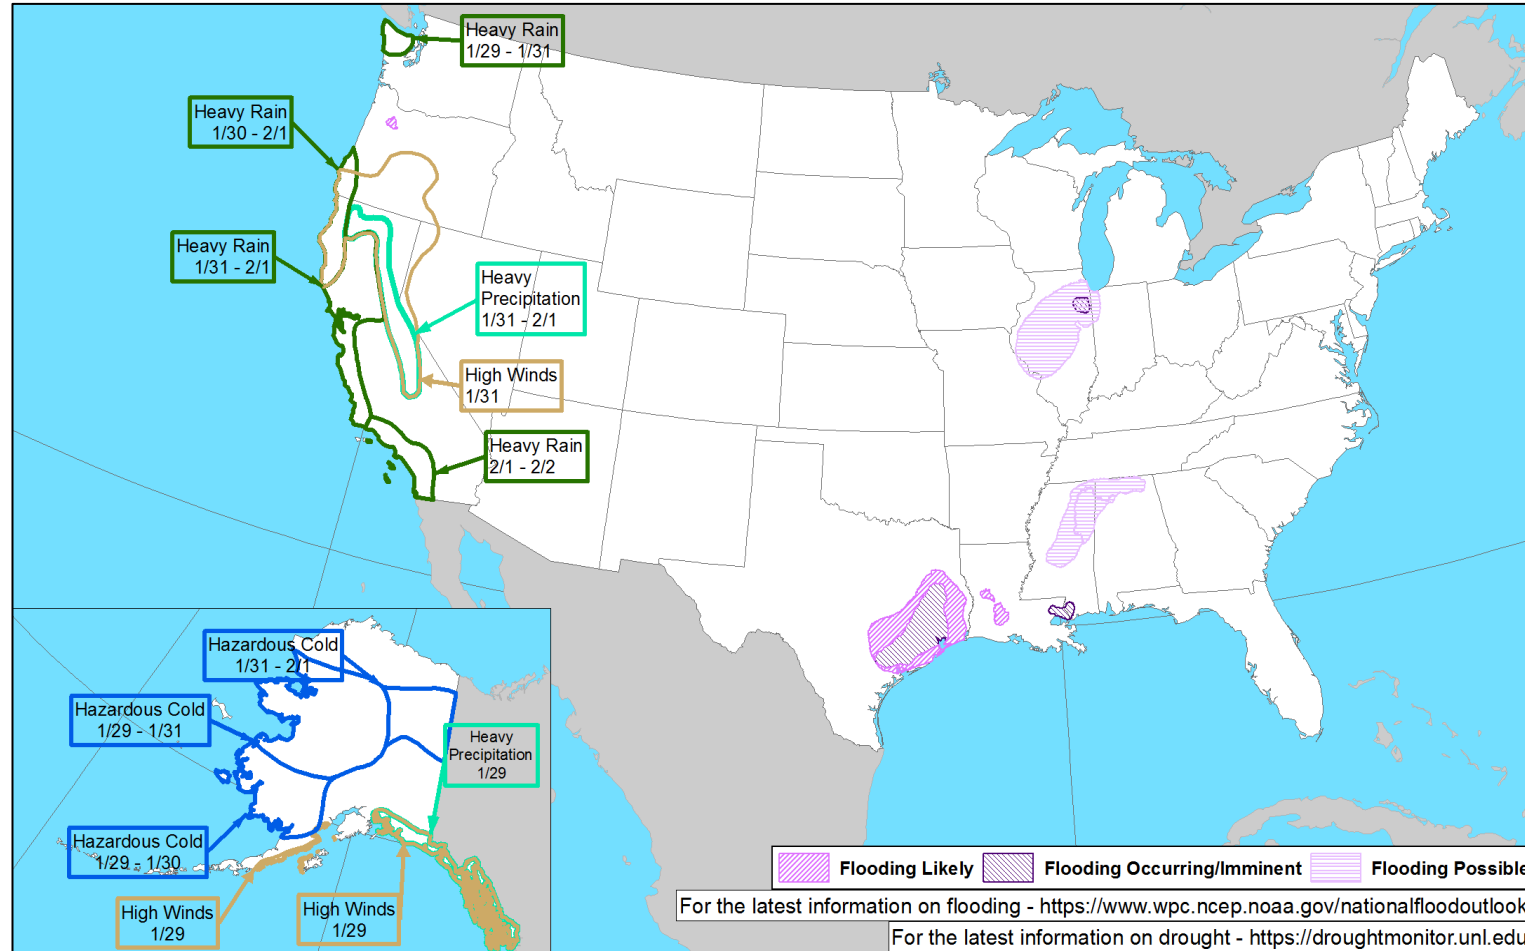 Heavy Rain
1/29 - 1/31
Heavy Rain
1/30 - 2/1
Heavy Rain
1/31 - 2/1
Heavy
Precipitation
1/31 - 2/1
High Winds
1/31
Heavy Rain
2/1 - 2/2
Hazardous Cold
1/31 - 2/1
Hazardous Cold
1/29 - 1/31
Heavy
Precipitation
1/29
Hazardous Cold
1/29 - 1/30
High Winds
1/29
High Winds
1/29
Flooding Likely Flooding Occurring/Imminent Flooding Possible
For the latest information on flooding - https://www.wpc.ncep.noaa.gov/nationalfloodoutlook
For the latest information on drought - https://droughtmonitor.unl.edu